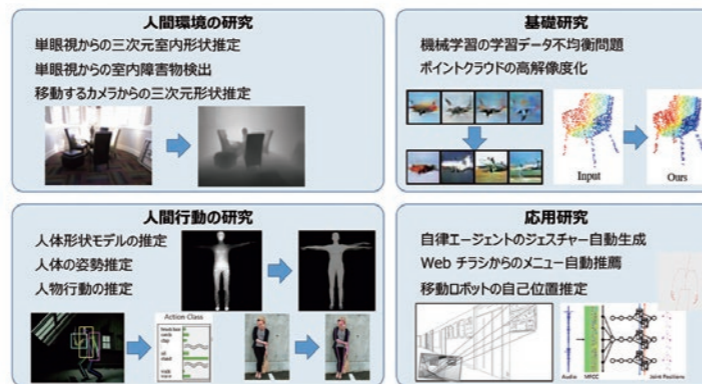 人間環境の研究
単眼視からの三次元室内形状推定
単眼視からの室内障害物検出
移動するカメラからの三次元形状推定
基礎研究
機械学習の学習データ不均衡問題
ポイントクラウドの高解像度化
Input
Ours
人間行動の研究
人体形状モデルの推定
人体の姿勢推定
人物行動の推定
Action Class
応用研究
自律エージェントのジェスチャー自動生成
Web チラシからのメニュー自動推薦
移動ロボットの自己位置推定
Audio
MFCC
Joint Positions